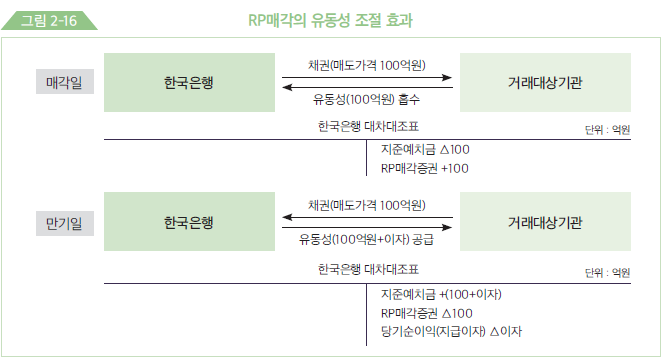 그림 2-16
RP매각의 유동성 조절 효과
매각일
한국은행
채권(매도가격 100억원)
유동성(100억원) 흡수
거래대상기관
한국은행 대차대조표
단위 : 억원
지준예치금 △100
RP매각증권 +100
만기일
한국은행
채권(매도가격 100억원)
유동성(100억원+이자) 공급
거래대상기관
한국은행 대차대조표
단위 : 억원
지준예치금 +(100+이자)
RP매각증권 △100
당기순이익(지급이자) △이자